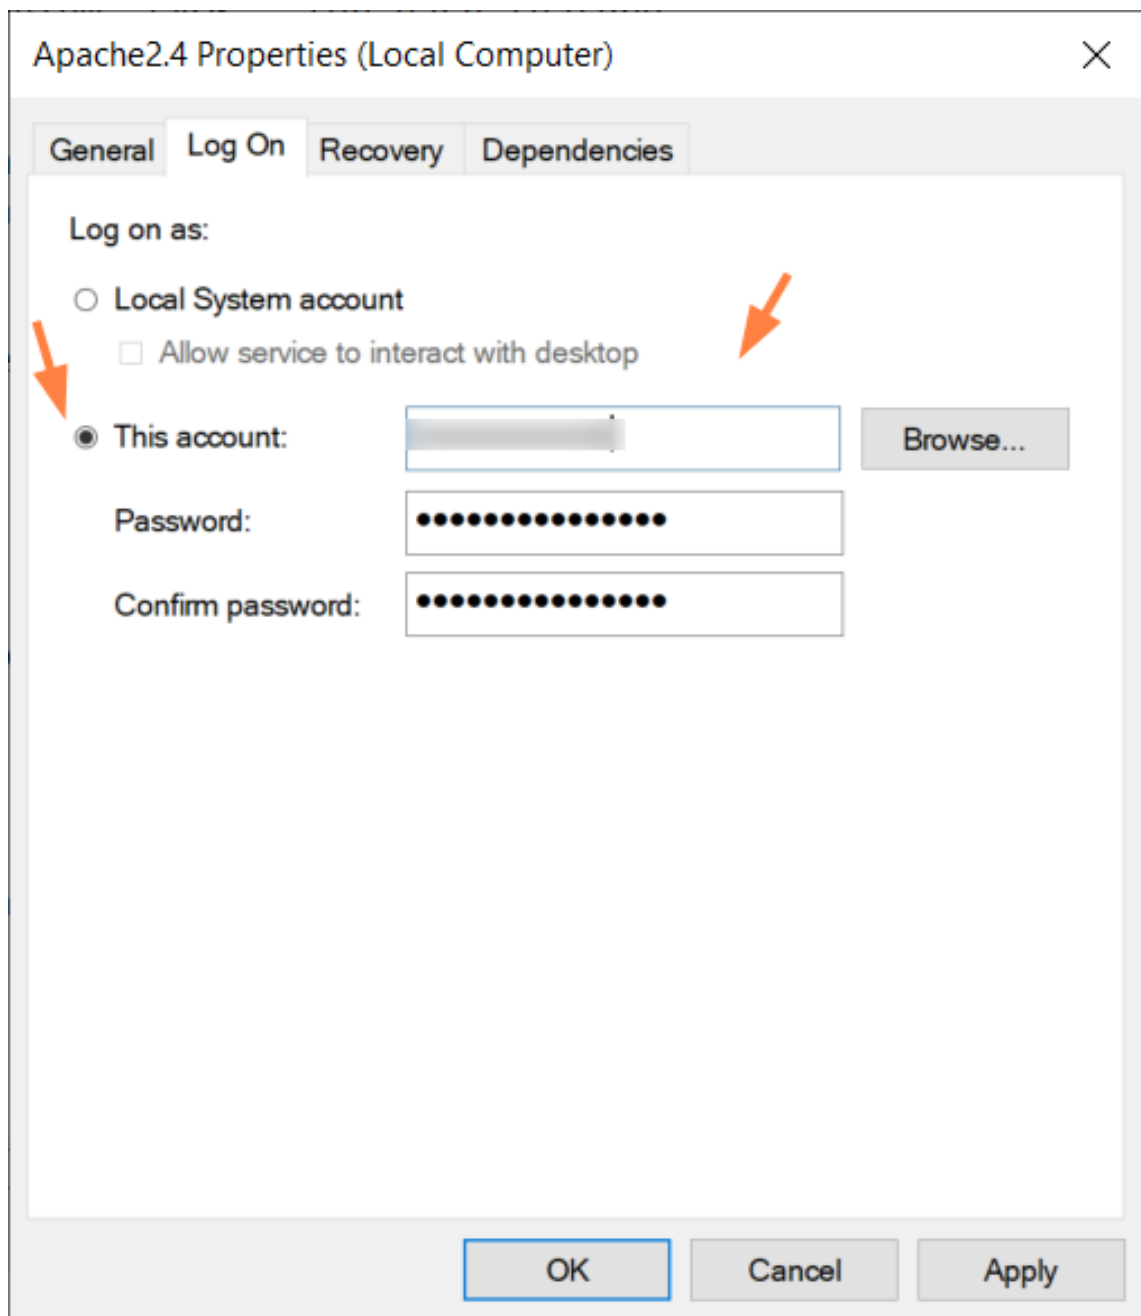 Apache2.4 Properties (Local Computer)
General Log On Recovery Dependencies
Log on as:
Local System account
Allow service to interact with desktop
This account:
Browse...
Password: ●●●●●●●●●●●●●●●
Confirm password: ●●●●●●●●●●●●●●●
OK Cancel Apply